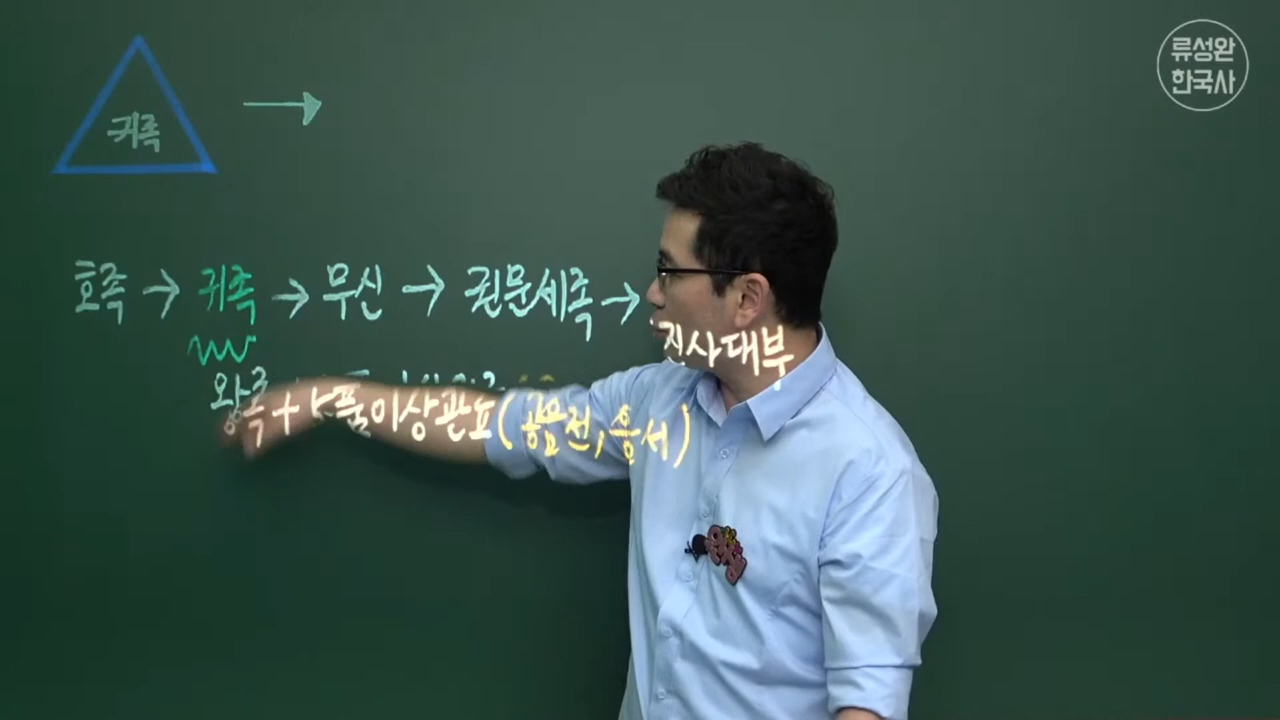 류성완
한국사
귀족 →
호족 → 귀족 → 무신 → 권문세족 →
진사대부
왕족 + 5품이상관료(공음전, 음서)